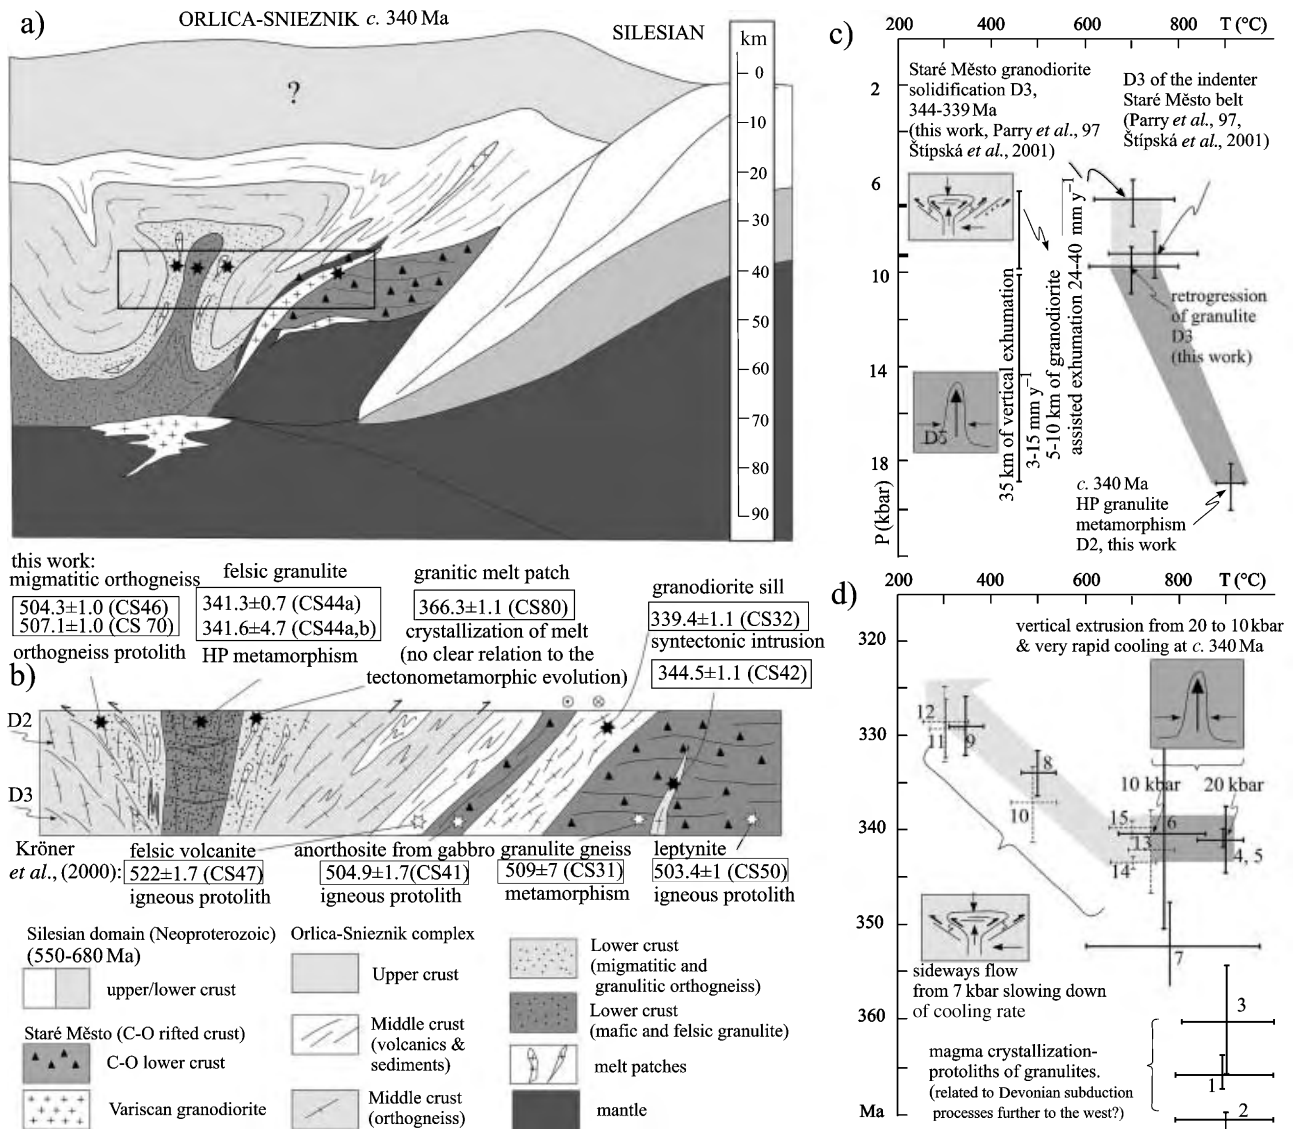 a)
ORLICA-SNIEZNIK c. 340 Ma
SILESIAN
km
0
10
20
30
40
50
60
70
80
90
?
this work:
migmatitic orthogneiss
504.3±1.0 (CS46)
507.1±1.0 (CS 70)
orthogneiss protolith
felsic granulite
341.3±0.7 (CS44a)
341.6±4.7 (CS44a,b)
HP metamorphism
granitic melt patch
366.3±1.1 (CS80)
crystallization of melt
(no clear relation to the
tectonometamorphic evolution)
granodiorite sill
339.4±1.1 (CS32)
syntectonic intrusion
344.5±1.1 (CS42)
b)
D2
D3
Kröner
et al., (2000):
felsic volcanite
522±1.7 (CS47)
igneous protolith
anorthosite from gabbro
504.9±1.7(CS41)
igneous protolith
granulite gneiss
509±7 (CS31)
metamorphism
leptynite
503.4±1 (CS50)
igneous protolith
Silesian domain (Neoproterozoic)
(550-680 Ma)
upper/lower crust
Staré Město (C-O rifted crust)
C-O lower crust
Variscan granodiorite
Orlica-Snieznik complex
Upper crust
Middle crust
(volcanics &
sediments)
Middle crust
(orthogneiss)
Lower crust
(migmatitic and
granulitic orthogneiss)
Lower crust
(mafic and felsic granulite)
melt patches
mantle
c)
200
400
600
800
T (°C)
2
6
10
14
18
P (kbar)
Staré Město granodiorite
solidification D3,
344-339 Ma
(this work, Parry et al., 97
Štípská et al., 2001)
D3 of the indenter
Staré Město belt
(Parry et al., 97,
Štípská et al., 2001)
35 km of vertical exhumation
3-15 mm y−1
5-10 km of granodiorite
assisted exhumation 24-40 mm y−1
retrogression
of granulite
D3
(this work)
c. 340 Ma
HP granulite
metamorphism
D2, this work
d)
200
400
600
800
T (°C)
320
330
340
350
360
Ma
vertical extrusion from 20 to 10 kbar
& very rapid cooling at c. 340 Ma
10 kbar
20 kbar
12
11
9
8
10
15
6
13
14
4, 5
7
3
1
2
sideways flow
from 7 kbar slowing down
of cooling rate
magma crystallization-
protoliths of granulites.
(related to Devonian subduction
processes further to the west?)